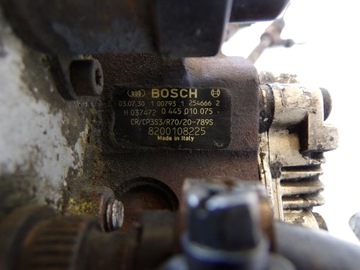 BOSCH
03.07.30 1 00793 1 254666 2
H 037472 0 445 010 075
CR/CP3S3/R70/20-789S
8200108225
Made in Italy